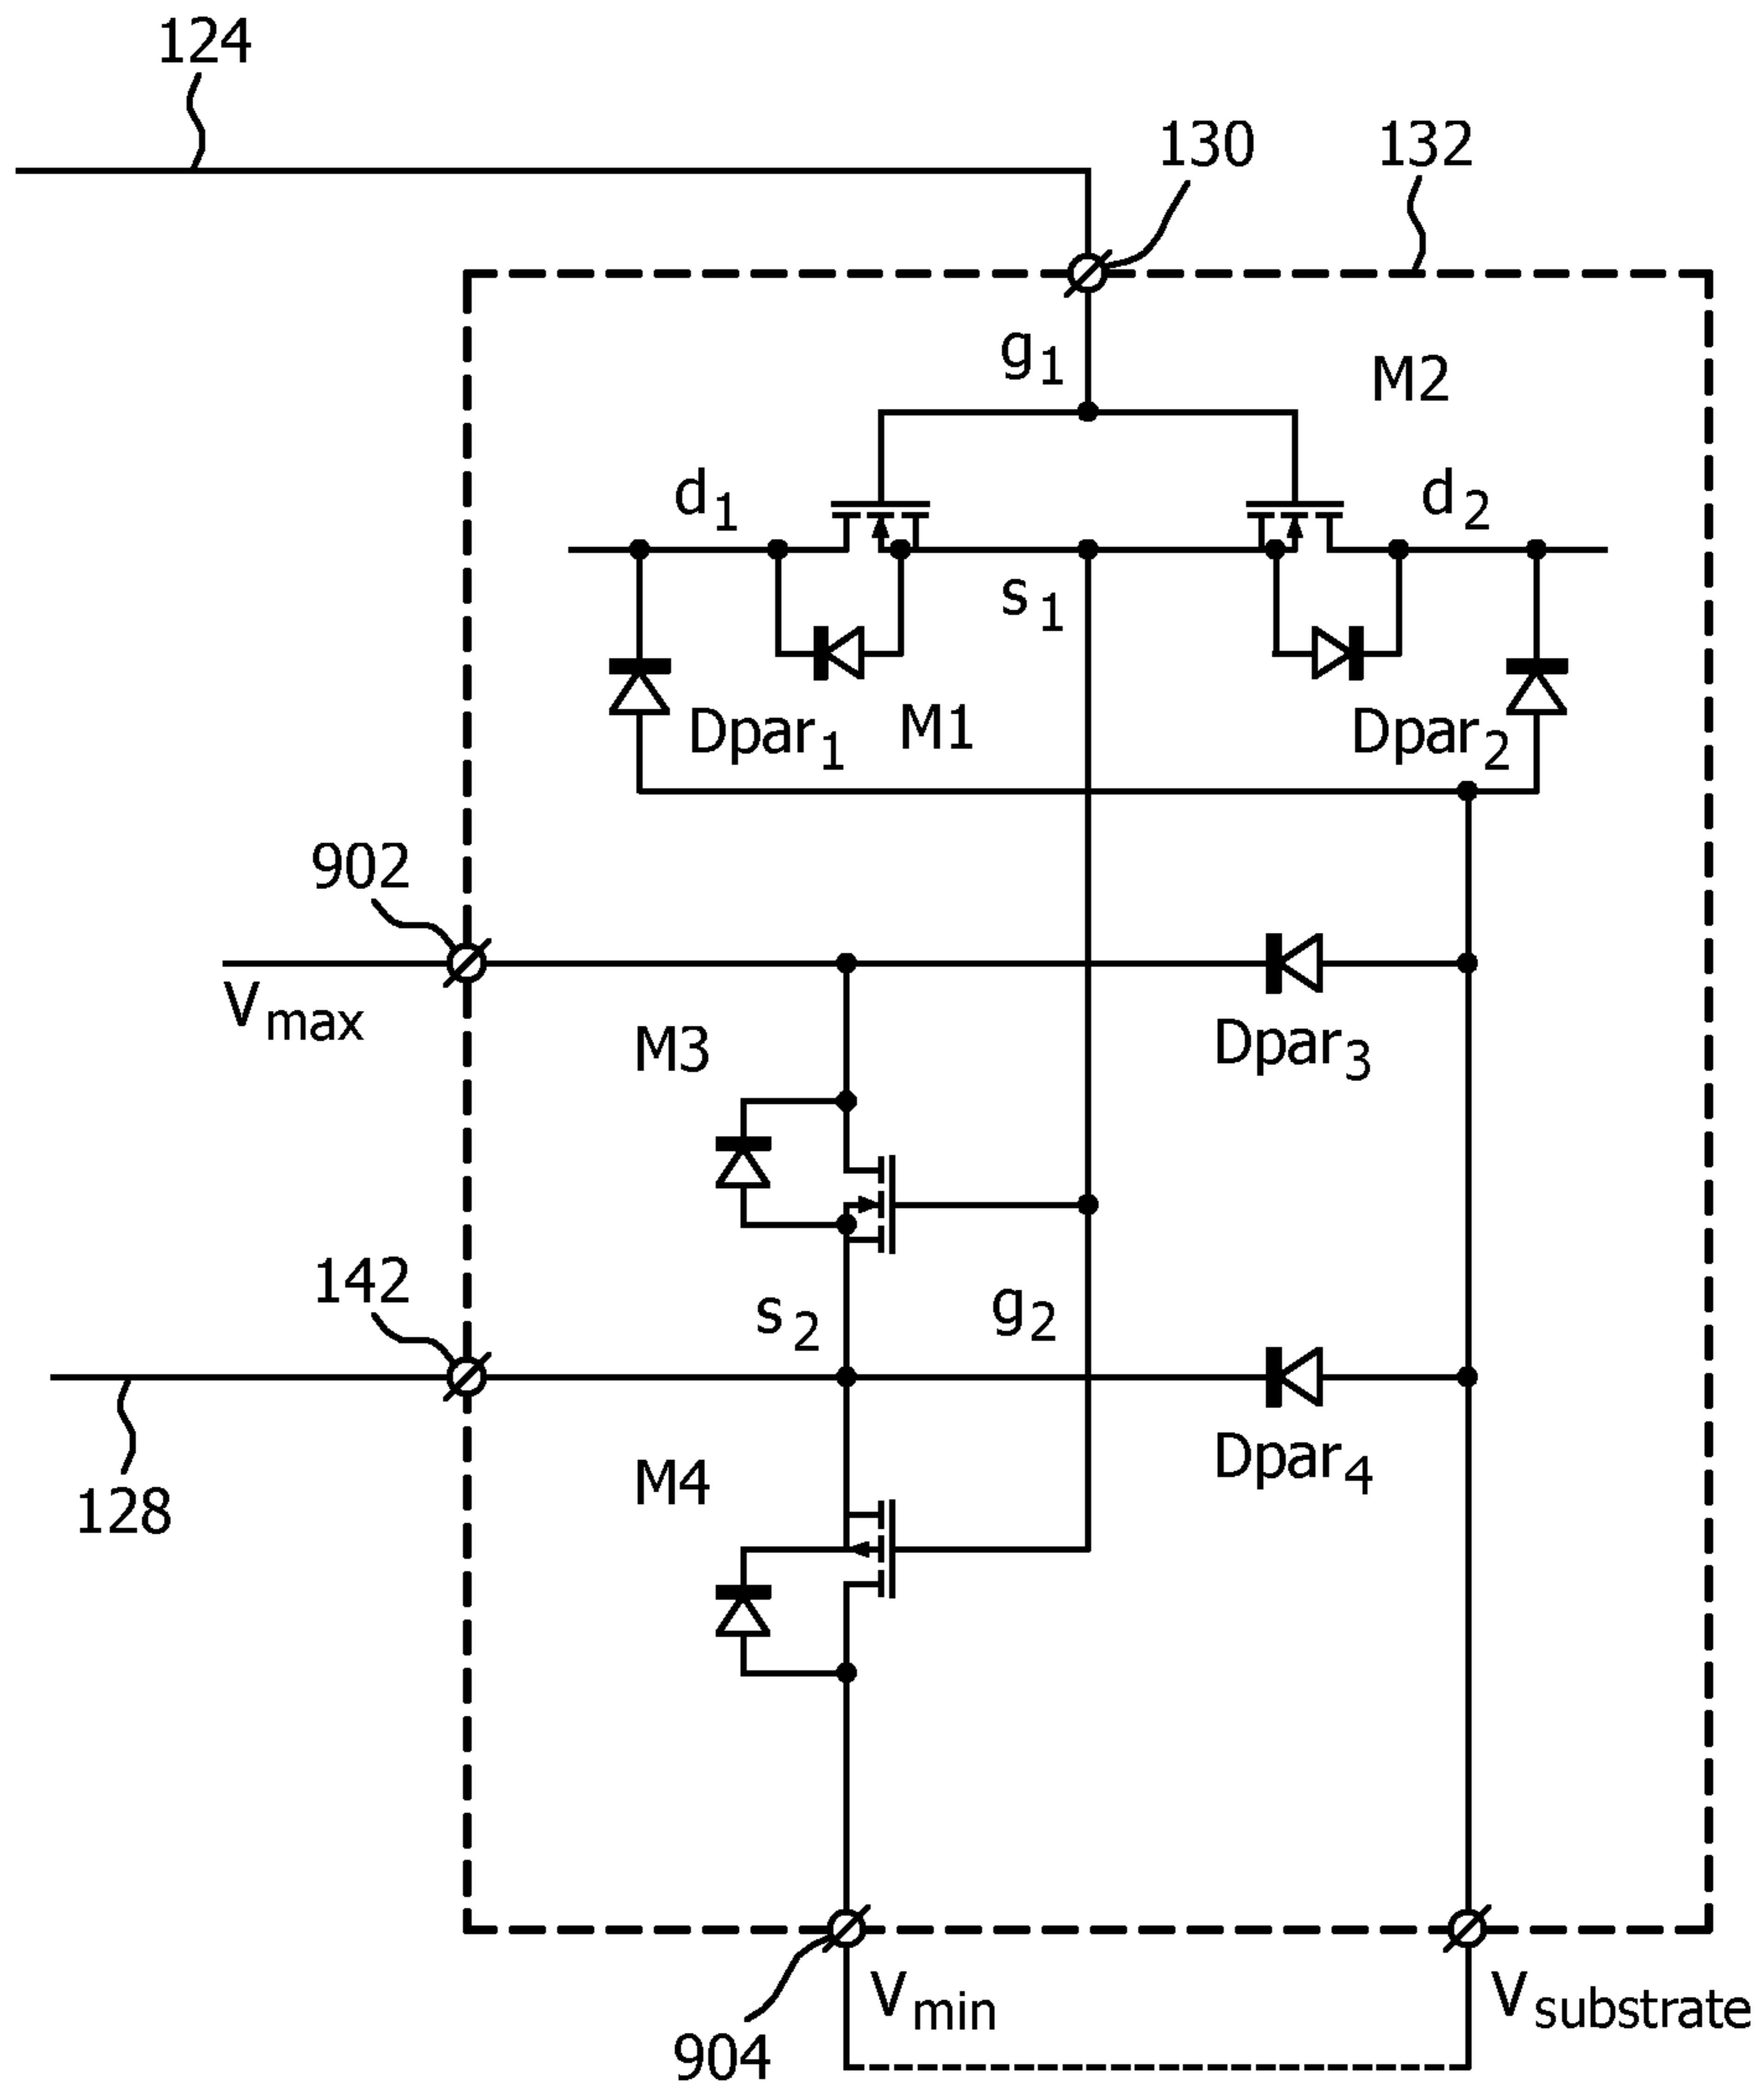 124
130
132
g1
M2
d1
d2
s1
Dpar1
M1
Dpar2
902
Vmax
M3
Dpar3
142
s2
g2
128
M4
Dpar4
Vmin
Vsubstrate
904